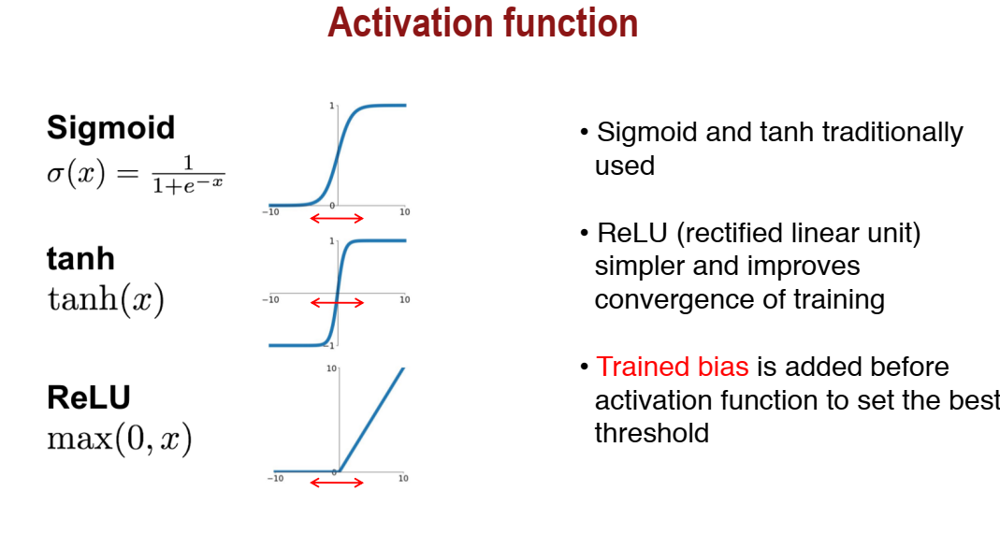 Activation function
Sigmoid
σ(x) = 1/(1+e^{-x})
1
0
−10
10
tanh
tanh(x)
1
−10
10
−1
ReLU
max(0, x)
10
0
−10
10
• Sigmoid and tanh traditionally
used
• ReLU (rectified linear unit)
simpler and improves
convergence of training
• Trained bias is added before
activation function to set the best
threshold